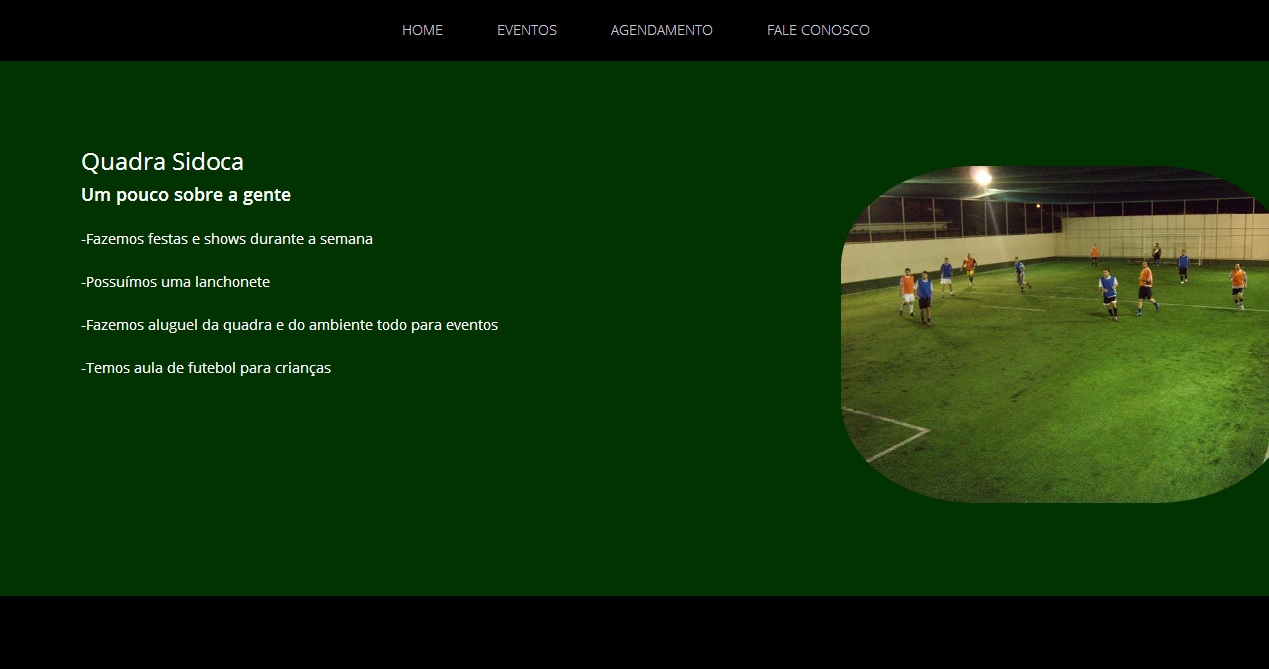 HOME EVENTOS AGENDAMENTO FALE CONOSCO
Quadra Sidoca
Um pouco sobre a gente
-Fazemos festas e shows durante a semana
-Possuímos uma lanchonete
-Fazemos aluguel da quadra e do ambiente todo para eventos
-Temos aula de futebol para crianças